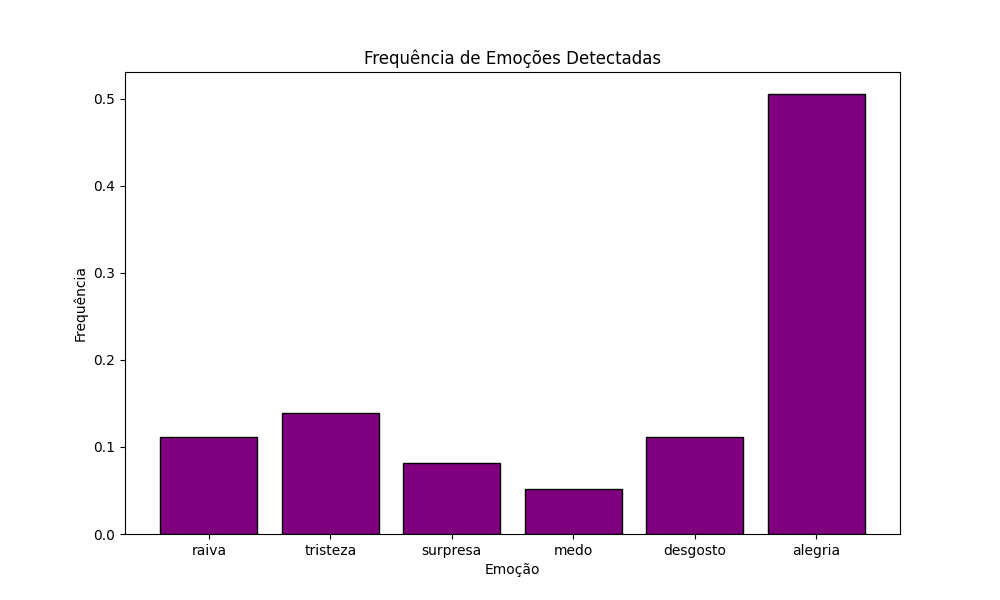 Frequência de Emoções Detectadas
Frequência
0.5
0.4
0.3
0.2
0.1
0.0
raiva tristeza surpresa medo desgosto alegria
Emoção